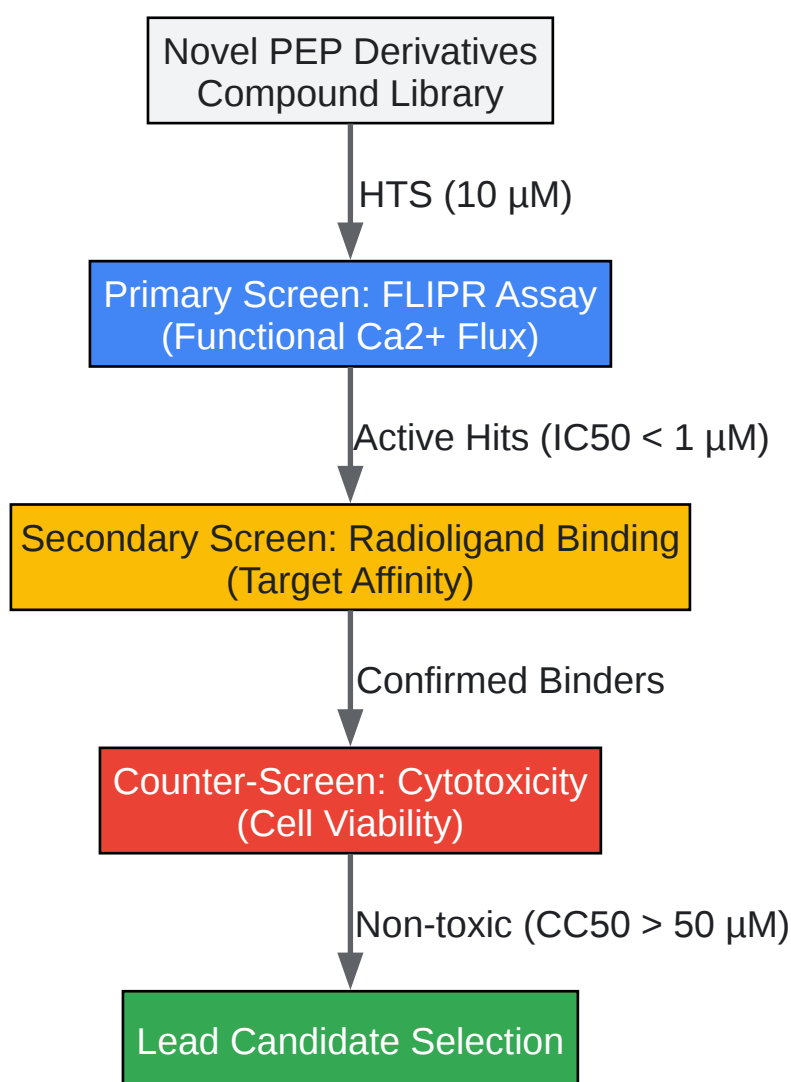 Novel PEP Derivatives
Compound Library
HTS (10 µM)
Primary Screen: FLIPR Assay
(Functional Ca2+ Flux)
Active Hits (IC50 < 1 µM)
Secondary Screen: Radioligand Binding
(Target Affinity)
Confirmed Binders
Counter-Screen: Cytotoxicity
(Cell Viability)
Non-toxic (CC50 > 50 µM)
Lead Candidate Selection